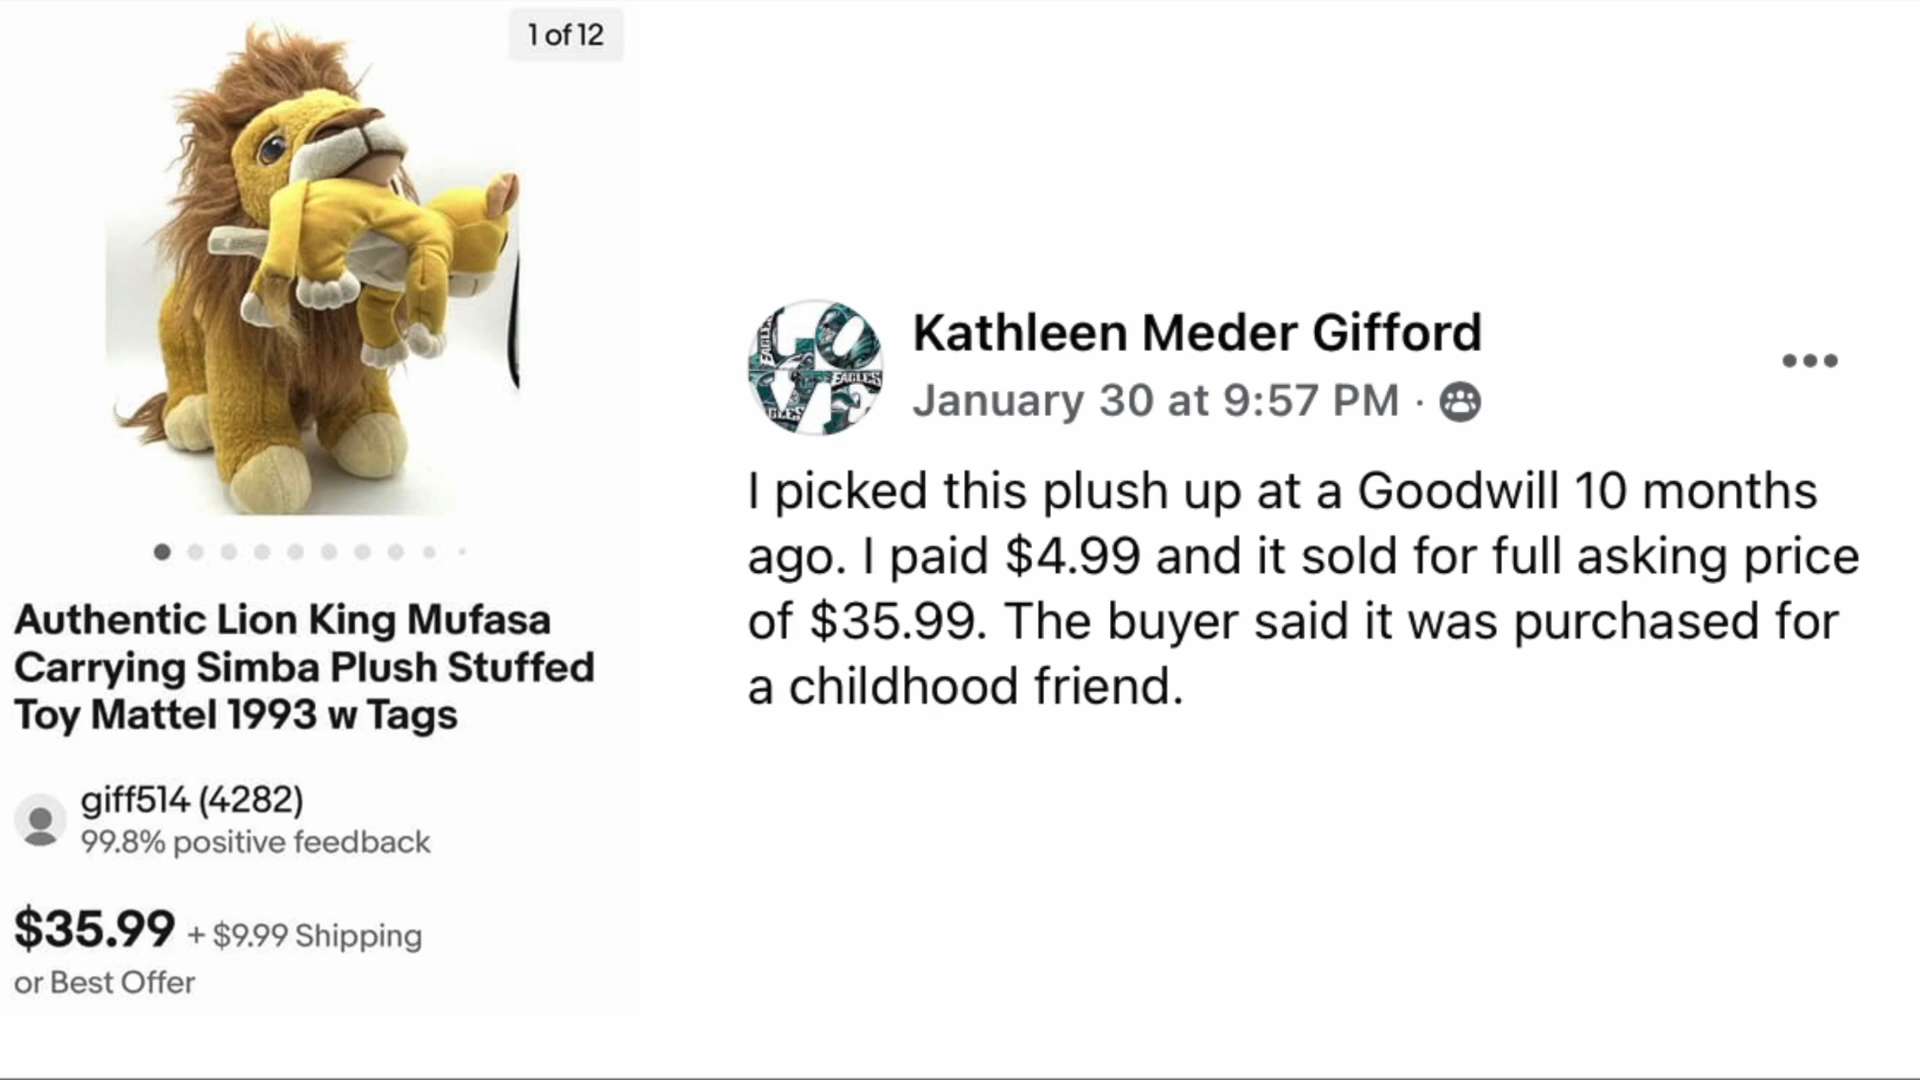 1 of 12
Authentic Lion King Mufasa
Carrying Simba Plush Stuffed
Toy Mattel 1993 w Tags
giff514 (4282)
99.8% positive feedback
$35.99 + $9.99 Shipping
or Best Offer
EAGLES
EAGLES
Kathleen Meder Gifford
January 30 at 9:57 PM ·
I picked this plush up at a Goodwill 10 months
ago. I paid $4.99 and it sold for full asking price
of $35.99. The buyer said it was purchased for
a childhood friend.